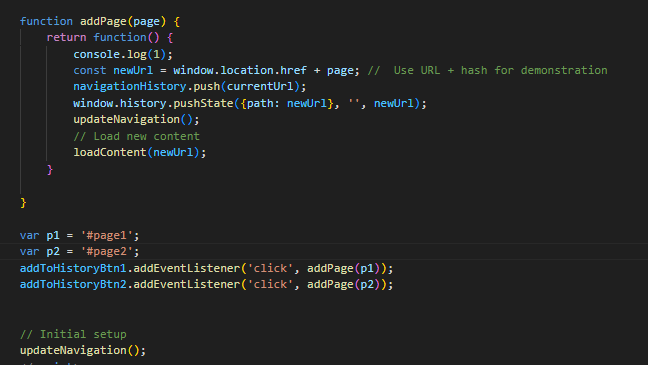 function addPage(page) {
    return function() {
        console.log(1);
        const newUrl = window.location.href + page; //  Use URL + hash for demonstration
        navigationHistory.push(currentUrl);
        window.history.pushState({path: newUrl}, '', newUrl);
        updateNavigation();
        // Load new content
        loadContent(newUrl);
    }

}

var p1 = '#page1';
var p2 = '#page2';
addToHistoryBtn1.addEventListener('click', addPage(p1));
addToHistoryBtn2.addEventListener('click', addPage(p2));


// Initial setup
updateNavigation();